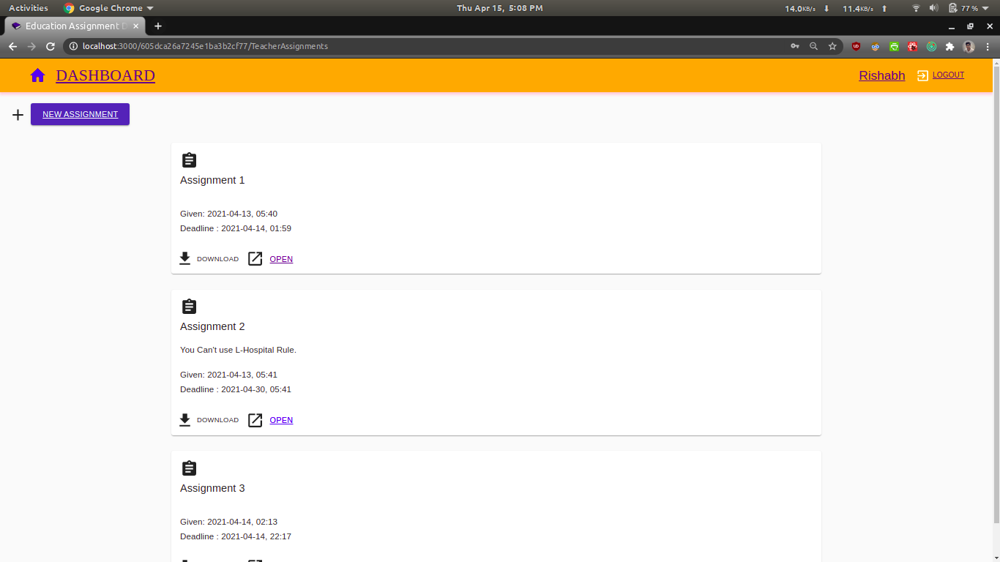 Activities Google Chrome Thu Apr 15, 5:08 PM 14.0KB/s 11.4KB/s 77 %
Education Assignment
localhost:3000/605dca26a7245e1ba3b2cf77/TeacherAssignments
DASHBOARD Rishabh LOGOUT
NEW ASSIGNMENT
Assignment 1
Given: 2021-04-13, 05:40
Deadline : 2021-04-14, 01:59
DOWNLOAD OPEN
Assignment 2
You Can't use L-Hospital Rule.
Given: 2021-04-13, 05:41
Deadline : 2021-04-30, 05:41
DOWNLOAD OPEN
Assignment 3
Given: 2021-04-14, 02:13
Deadline : 2021-04-14, 22:17